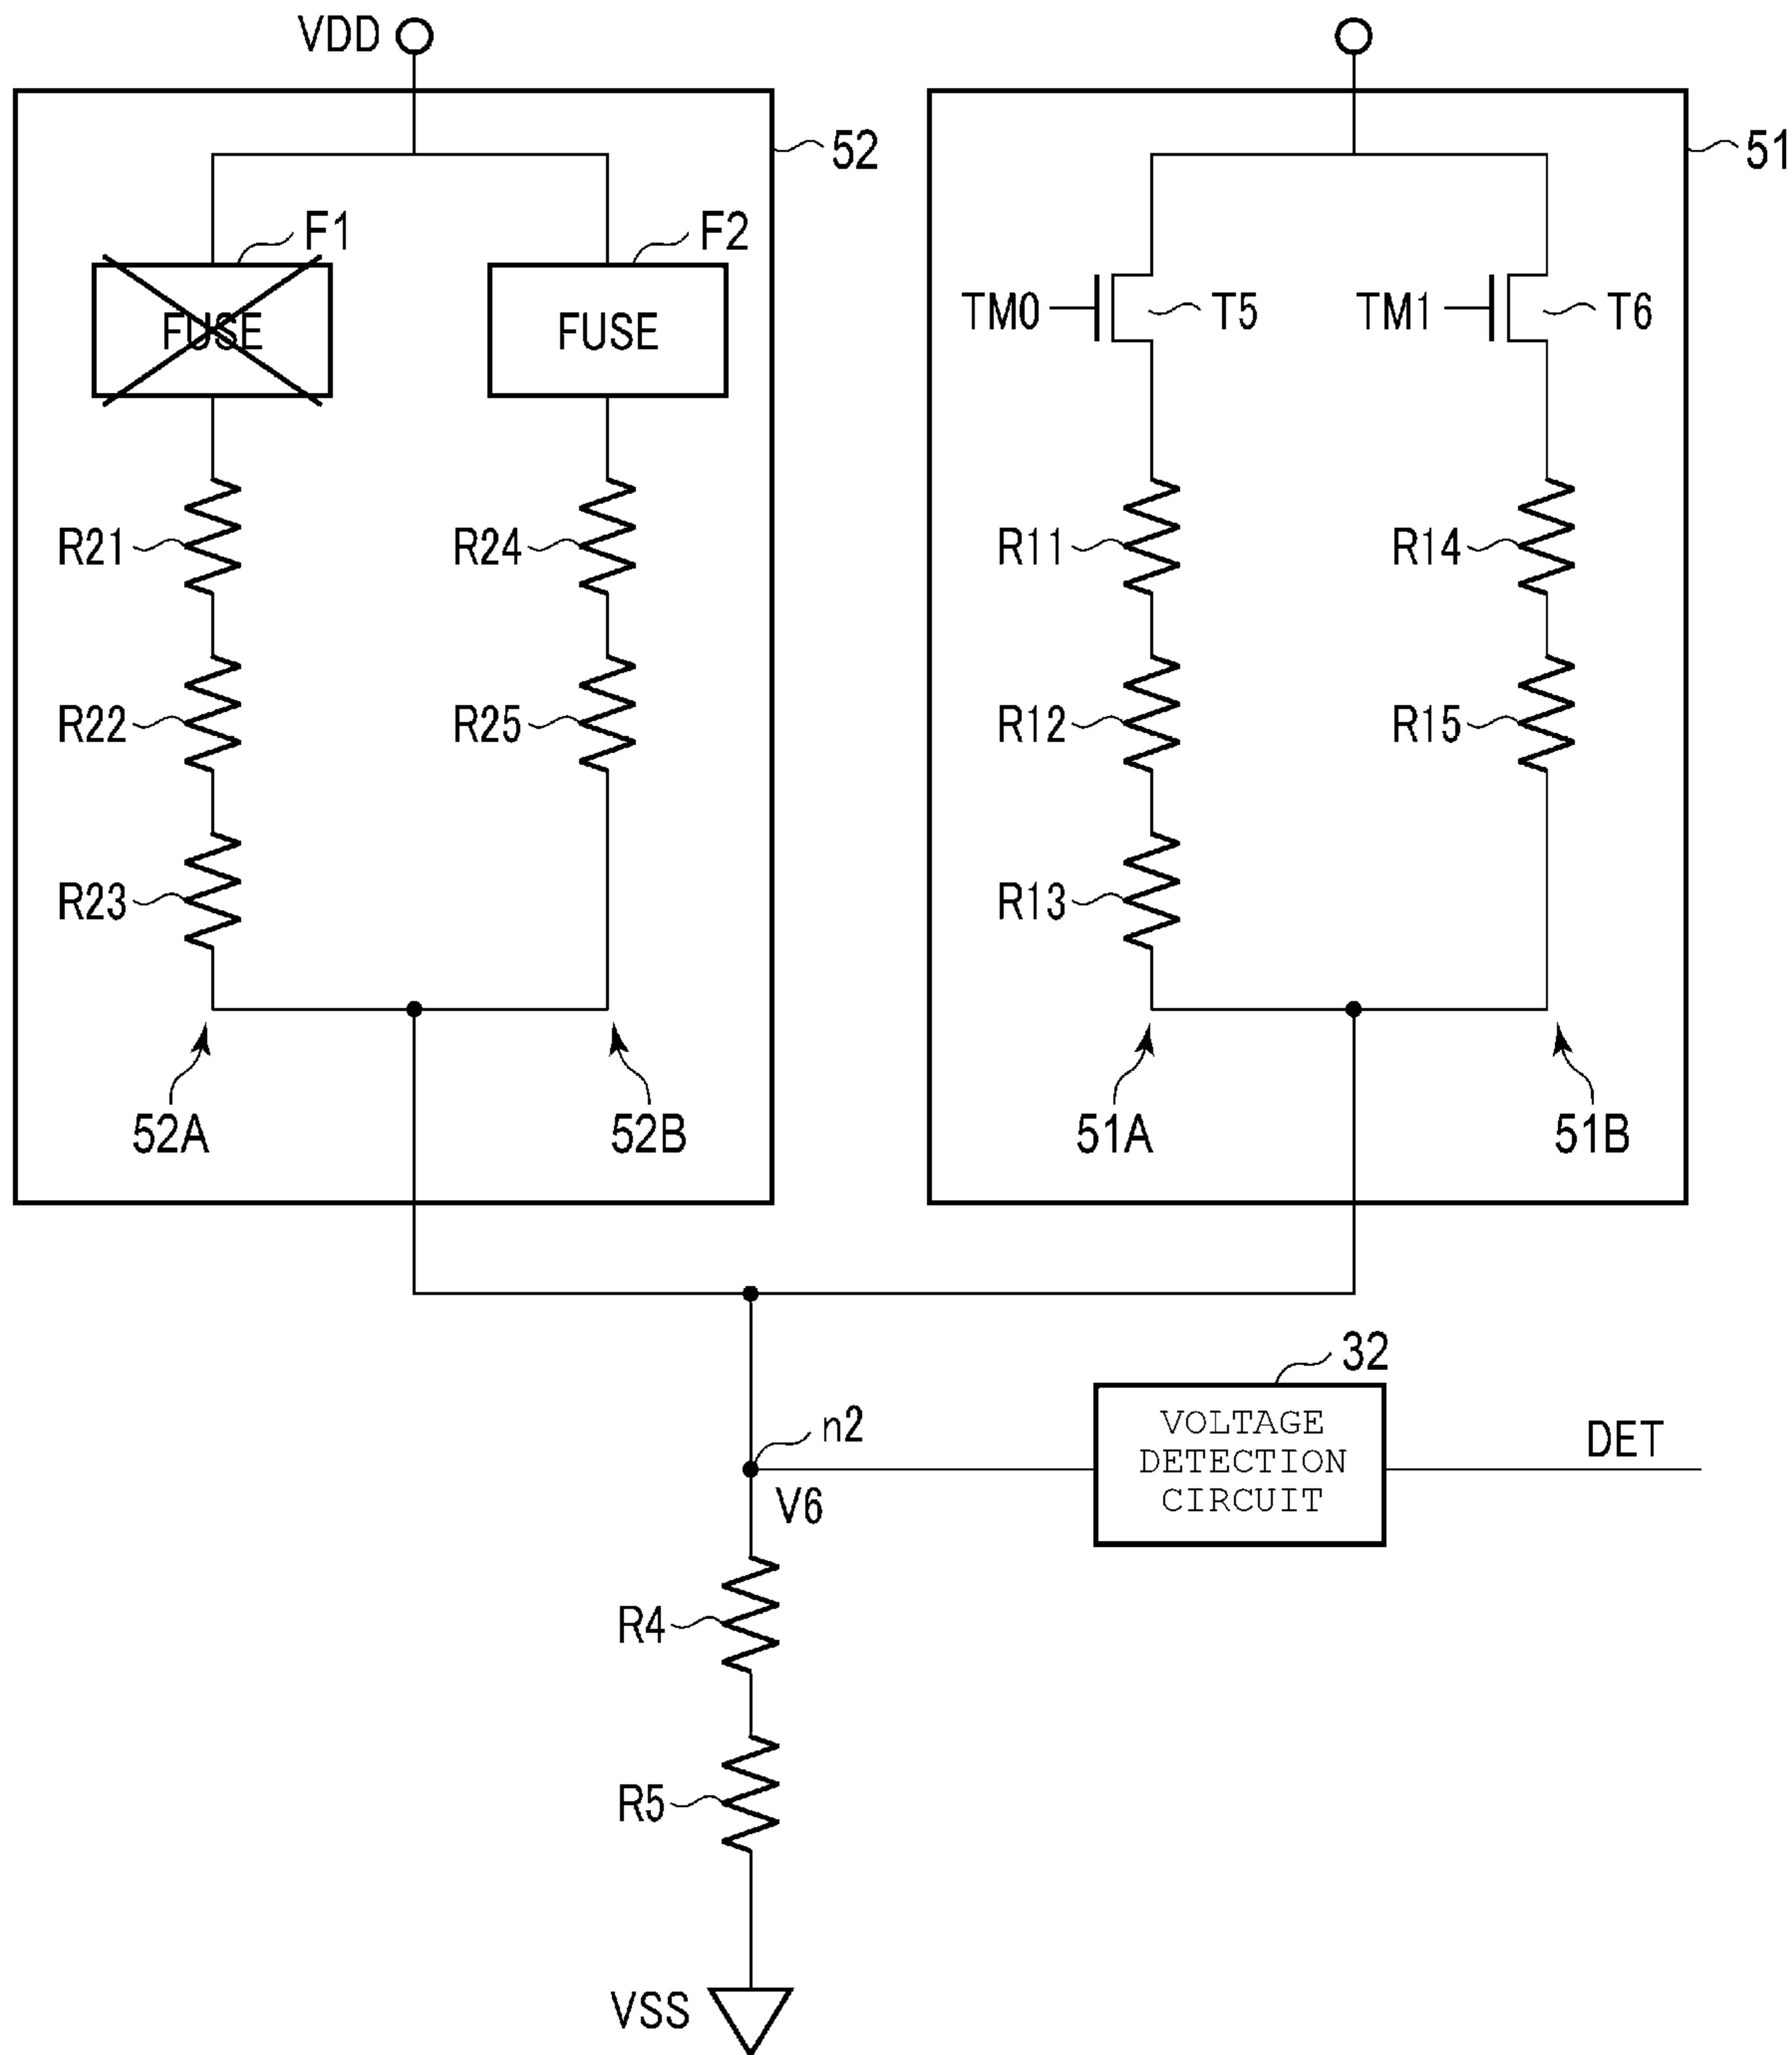 VDD
52
51
F1
F2
FUSE
FUSE
TM0
T5
TM1
T6
R21
R24
R11
R14
R22
R25
R12
R15
R23
R13
52A
52B
51A
51B
32
n2
VOLTAGE
DETECTION
CIRCUIT
DET
V6
R4
R5
VSS